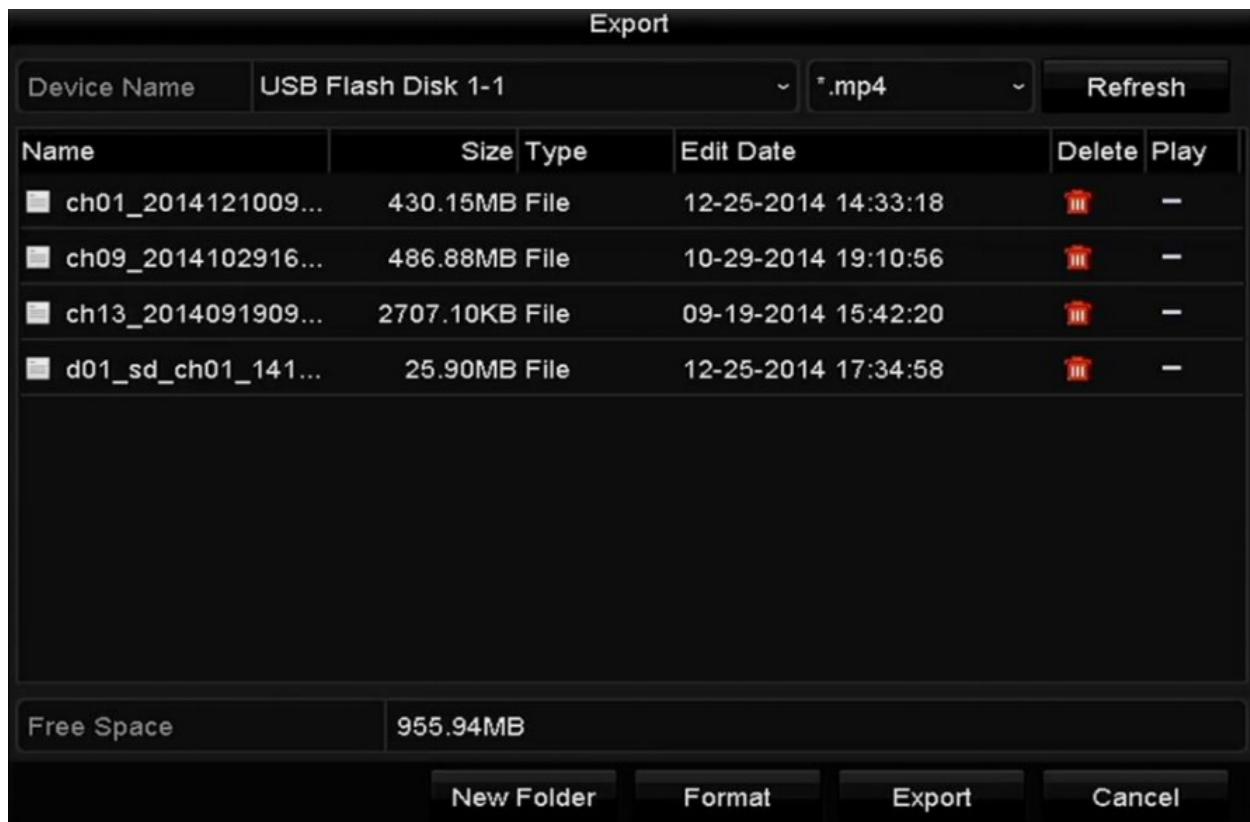 Export
Device Name USB Flash Disk 1-1 *.mp4 Refresh
Name Size Type Edit Date Delete Play
ch01_2014121009... 430.15MB File 12-25-2014 14:33:18
ch09_2014102916... 486.88MB File 10-29-2014 19:10:56
ch13_2014091909... 2707.10KB File 09-19-2014 15:42:20
d01_sd_ch01_141... 25.90MB File 12-25-2014 17:34:58
Free Space 955.94MB
New Folder Format Export Cancel